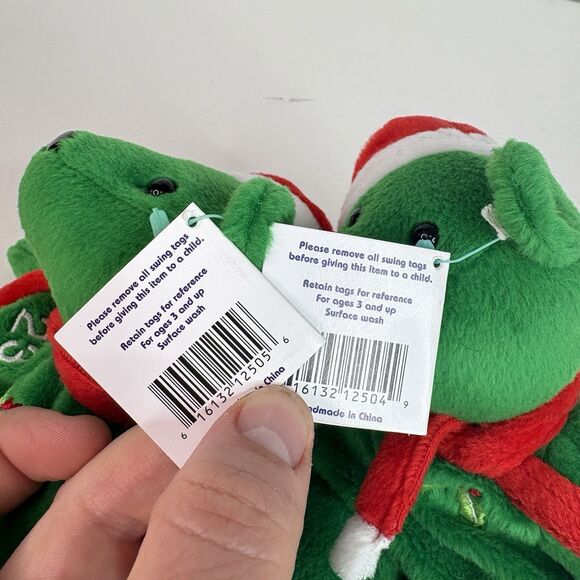 Please remove all swing tags
before giving this item to a child.
Retain tags for reference
For ages 3 and up
Surface wash
6 16132 12505 6
in China
Please remove all swing tags
before giving this item to a child.
Retain tags for reference
For ages 3 and up
Surface wash
16132 12504 9
ndmade in China